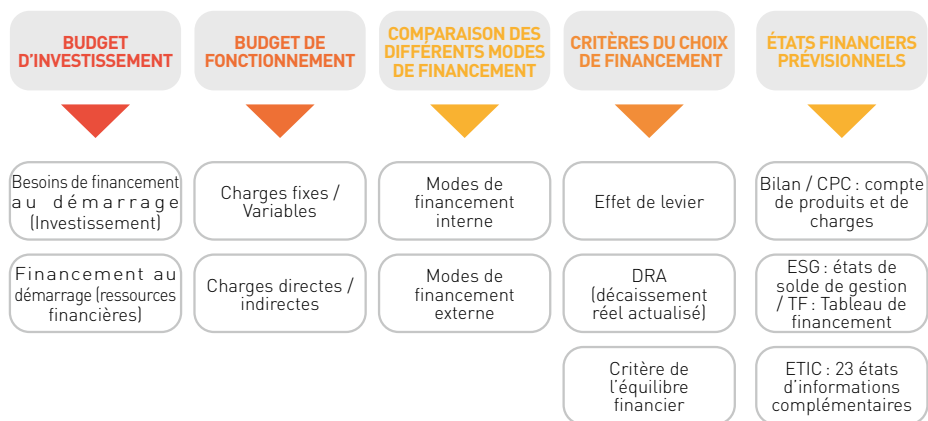 BUDGET
D'INVESTISSEMENT
BUDGET DE
FONCTIONNEMENT
COMPARAISON DES
DIFFÉRENTS MODES
DE FINANCEMENT
CRITÈRES DU CHOIX
DE FINANCEMENT
ÉTATS FINANCIERS
PRÉVISIONNELS
Besoins de financement
au démarrage
(Investissement)
Charges fixes /
Variables
Modes de
financement
interne
Effet de levier
Bilan / CPC : compte
de produits et de
charges
Financement au
démarrage (ressources
financières)
Charges directes /
indirectes
Modes de
financement
externe
DRA
(décaissement
réel actualisé)
ESG : états de
solde de gestion
/ TF : Tableau de
financement
Critère de
l'équilibre
financier
ETIC : 23 états
d'informations
complémentaires